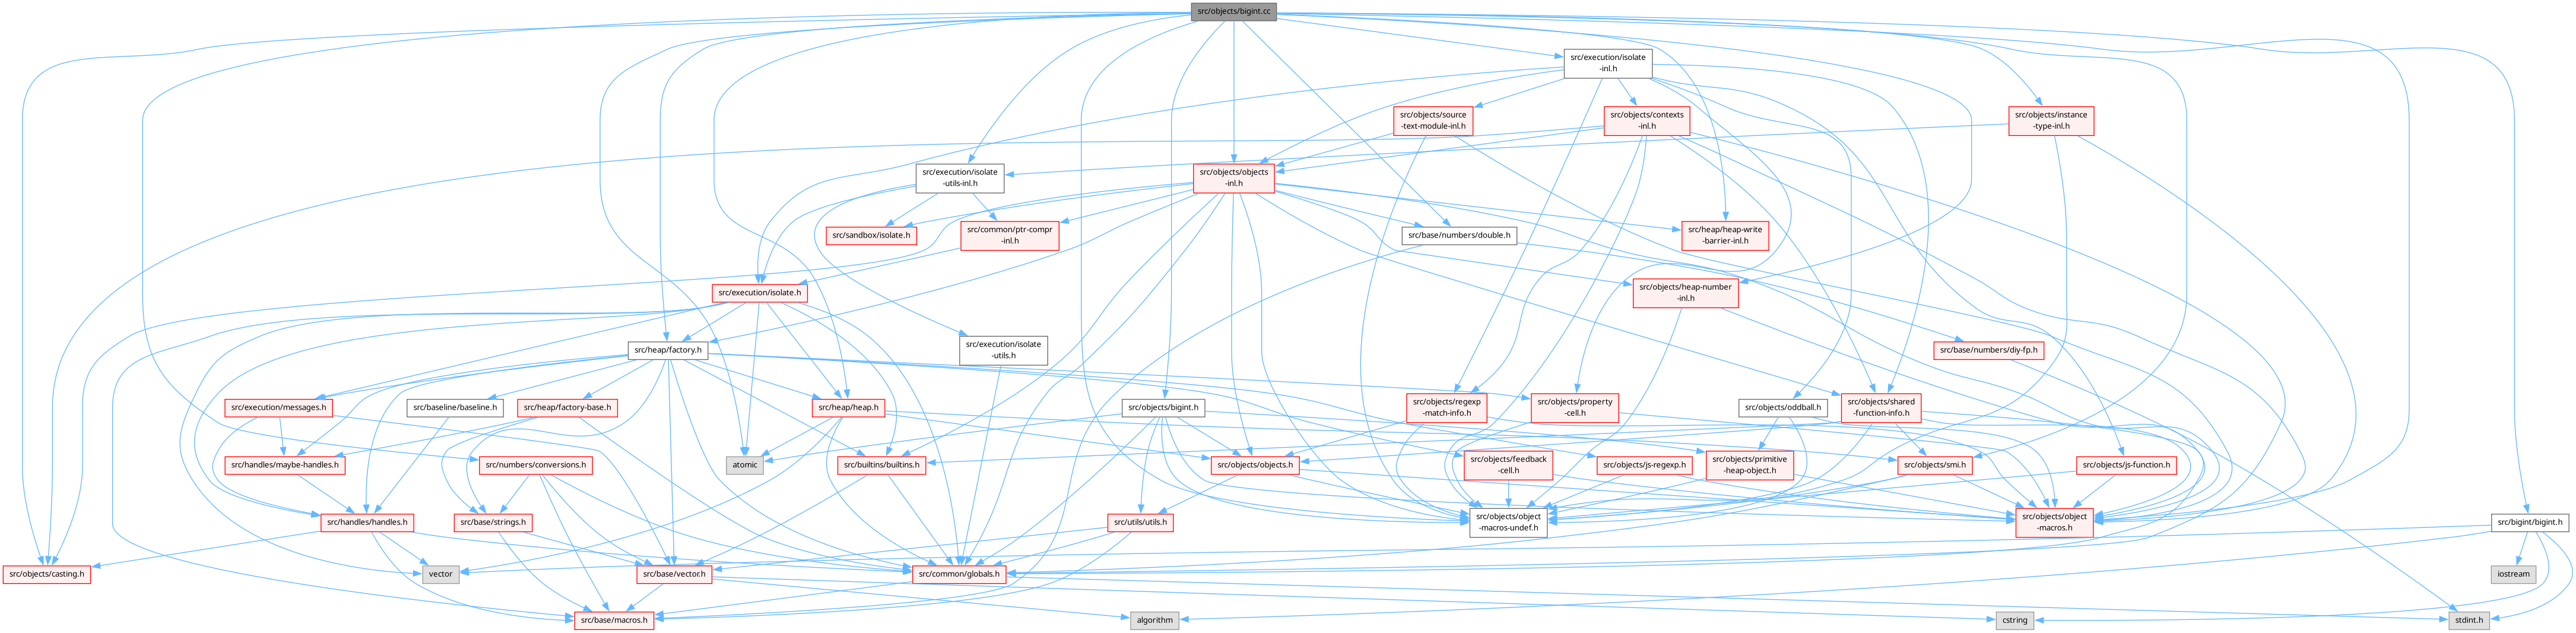 src/objects/bigint.cc
src/execution/isolate
-inl.h
src/objects/source
-text-module-inl.h
src/objects/contexts
-inl.h
src/objects/instance
-type-inl.h
src/execution/isolate
-utils-inl.h
src/objects/objects
-inl.h
src/sandbox/isolate.h
src/common/ptr-compr
-inl.h
src/base/numbers/double.h
src/heap/heap-write
-barrier-inl.h
src/execution/isolate.h
src/objects/heap-number
-inl.h
src/heap/factory.h
src/execution/isolate
-utils.h
src/base/numbers/diy-fp.h
src/execution/messages.h
src/baseline/baseline.h
src/heap/factory-base.h
src/heap/heap.h
src/objects/bigint.h
src/objects/regexp
-match-info.h
src/objects/property
-cell.h
src/objects/oddball.h
src/objects/shared
-function-info.h
src/handles/maybe-handles.h
src/numbers/conversions.h
atomic
src/builtins/builtins.h
src/objects/objects.h
src/objects/feedback
-cell.h
src/objects/js-regexp.h
src/objects/primitive
-heap-object.h
src/objects/smi.h
src/objects/js-function.h
src/handles/handles.h
src/base/strings.h
src/utils/utils.h
src/objects/object
-macros-undef.h
src/objects/object
-macros.h
src/bigint/bigint.h
src/objects/casting.h
vector
src/base/vector.h
src/common/globals.h
iostream
src/base/macros.h
algorithm
cstring
stdint.h